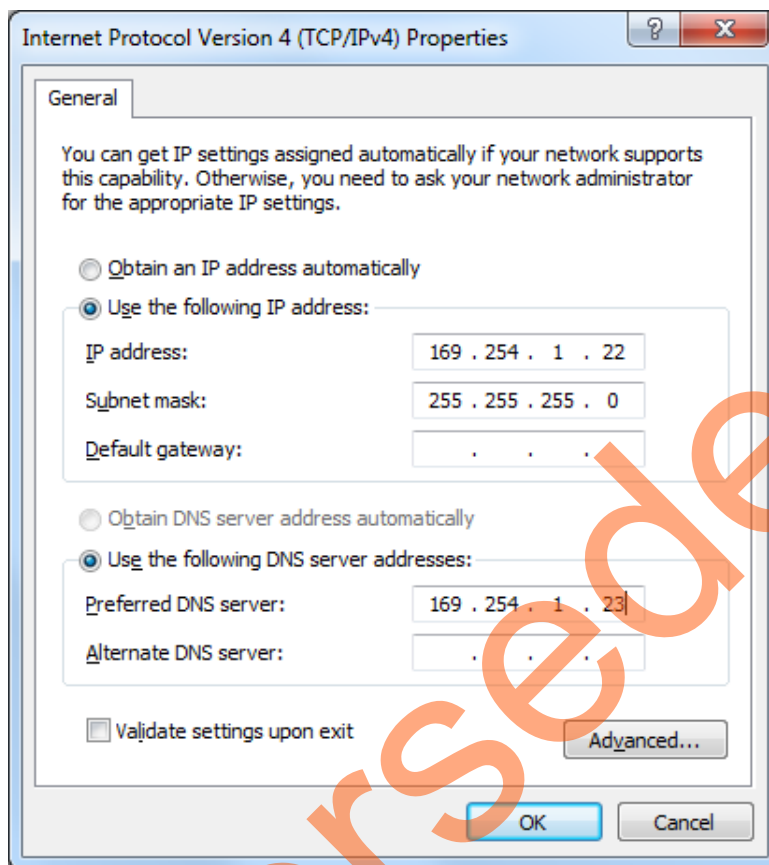 Internet Protocol Version 4 (TCP/IPv4) Properties
General
You can get IP settings assigned automatically if your network supports
this capability. Otherwise, you need to ask your network administrator
for the appropriate IP settings.
Obtain an IP address automatically
Use the following IP address:
IP address: 169 . 254 . 1 . 22
Subnet mask: 255 . 255 . 255 . 0
Default gateway: . . .
Obtain DNS server address automatically
Use the following DNS server addresses:
Preferred DNS server: 169 . 254 . 1 . 23
Alternate DNS server: . . .
Validate settings upon exit
Advanced...
OK Cancel
ersede